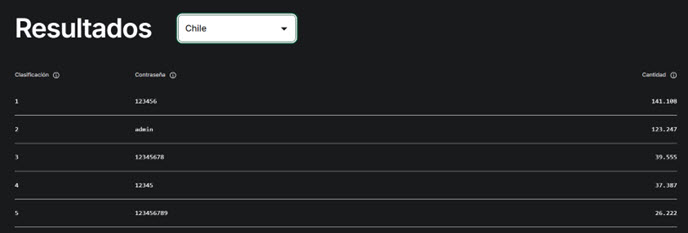 Resultados Chile
Clasificación Contraseña Cantidad
1 123456 141.108
2 admin 123.247
3 12345678 39.555
4 12345 37.387
5 123456789 26.222